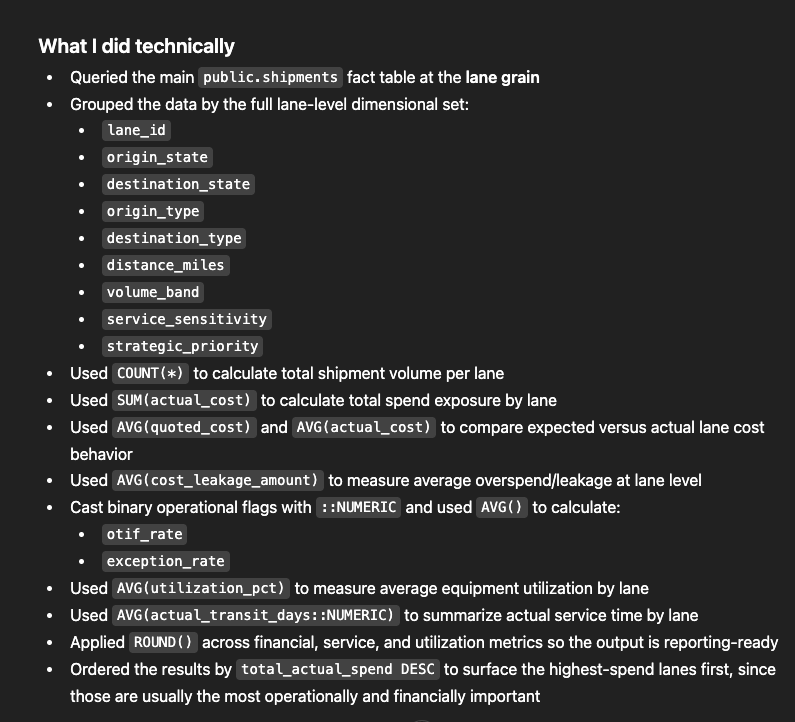 What I did technically
• Queried the main public.shipments fact table at the lane grain
• Grouped the data by the full lane-level dimensional set:
• lane_id
• origin_state
• destination_state
• origin_type
• destination_type
• distance_miles
• volume_band
• service_sensitivity
• strategic_priority
• Used COUNT(*) to calculate total shipment volume per lane
• Used SUM(actual_cost) to calculate total spend exposure by lane
• Used AVG(quoted_cost) and AVG(actual_cost) to compare expected versus actual lane cost
behavior
• Used AVG(cost_leakage_amount) to measure average overspend/leakage at lane level
• Cast binary operational flags with ::NUMERIC and used AVG() to calculate:
• otif_rate
• exception_rate
• Used AVG(utilization_pct) to measure average equipment utilization by lane
• Used AVG(actual_transit_days::NUMERIC) to summarize actual service time by lane
• Applied ROUND() across financial, service, and utilization metrics so the output is reporting-ready
• Ordered the results by total_actual_spend DESC to surface the highest-spend lanes first, since
those are usually the most operationally and financially important